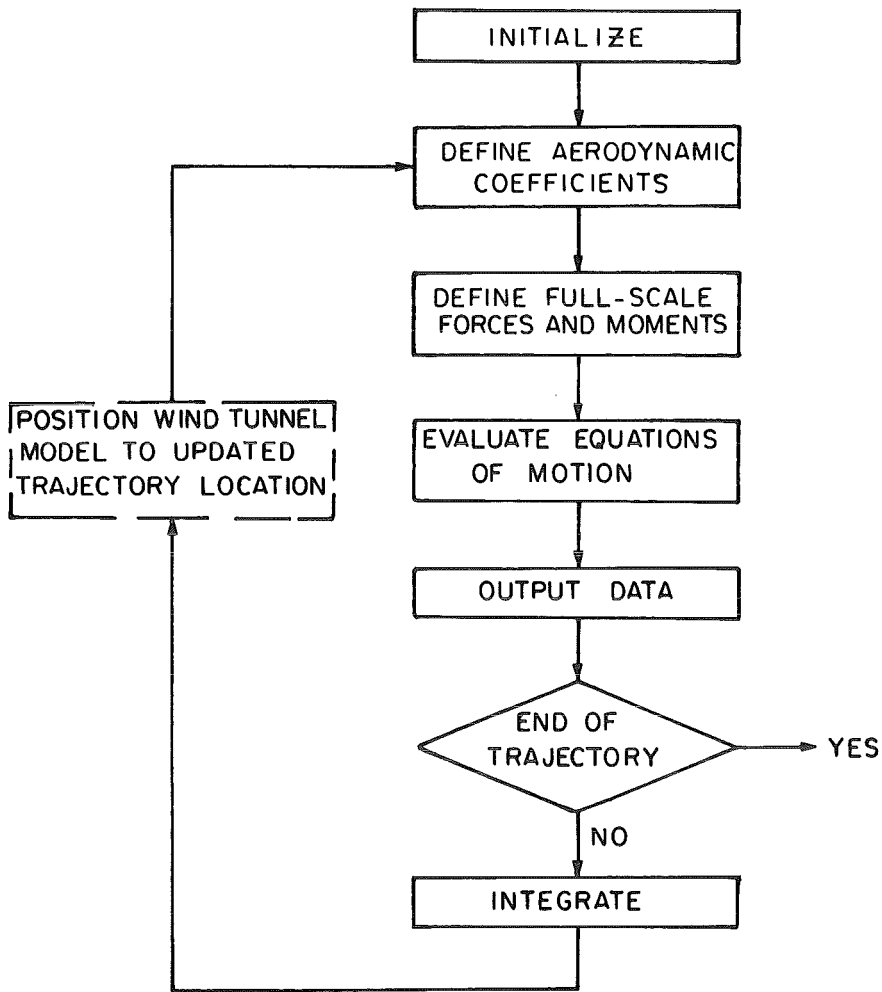 INITIALIZE
DEFINE AERODYNAMIC
COEFFICIENTS
DEFINE FULL-SCALE
FORCES AND MOMENTS
EVALUATE EQUATIONS
OF MOTION
OUTPUT DATA
END OF
TRAJECTORY
YES
NO
INTEGRATE
POSITION WIND TUNNEL
MODEL TO UPDATED
TRAJECTORY LOCATION